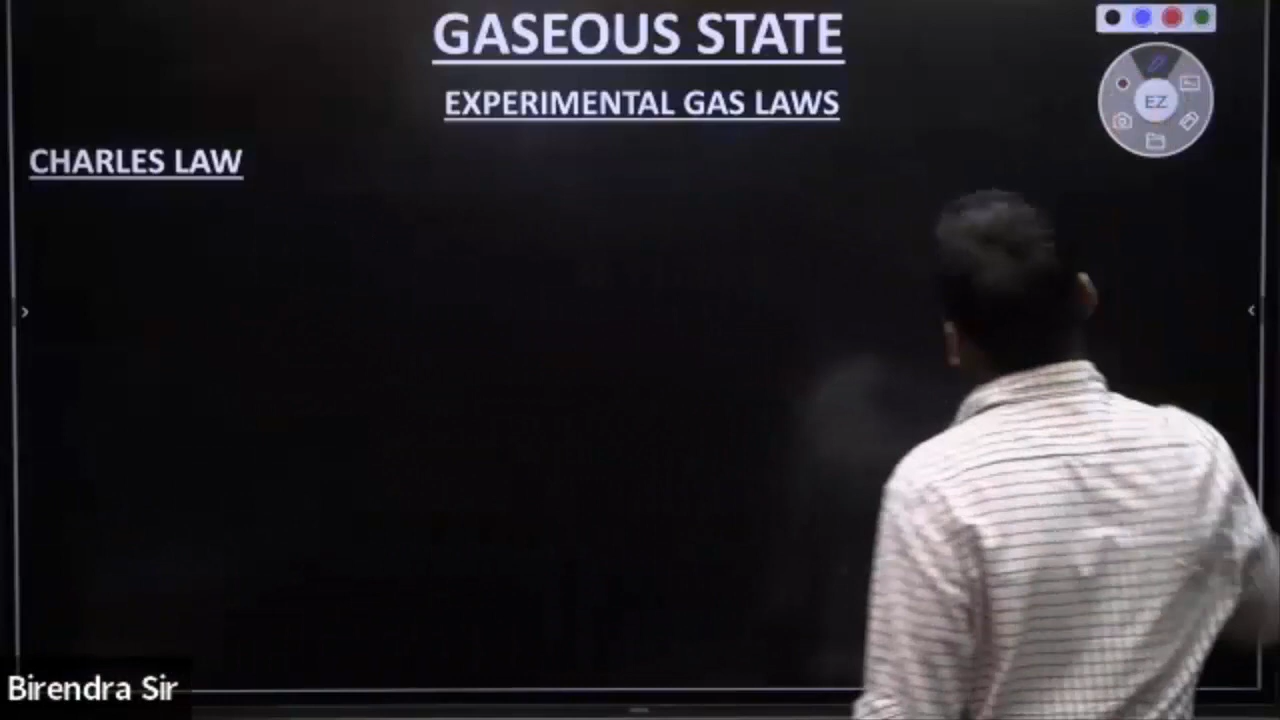 GASEOUS STATE
EXPERIMENTAL GAS LAWS
CHARLES LAW
EZ
Birendra Sir